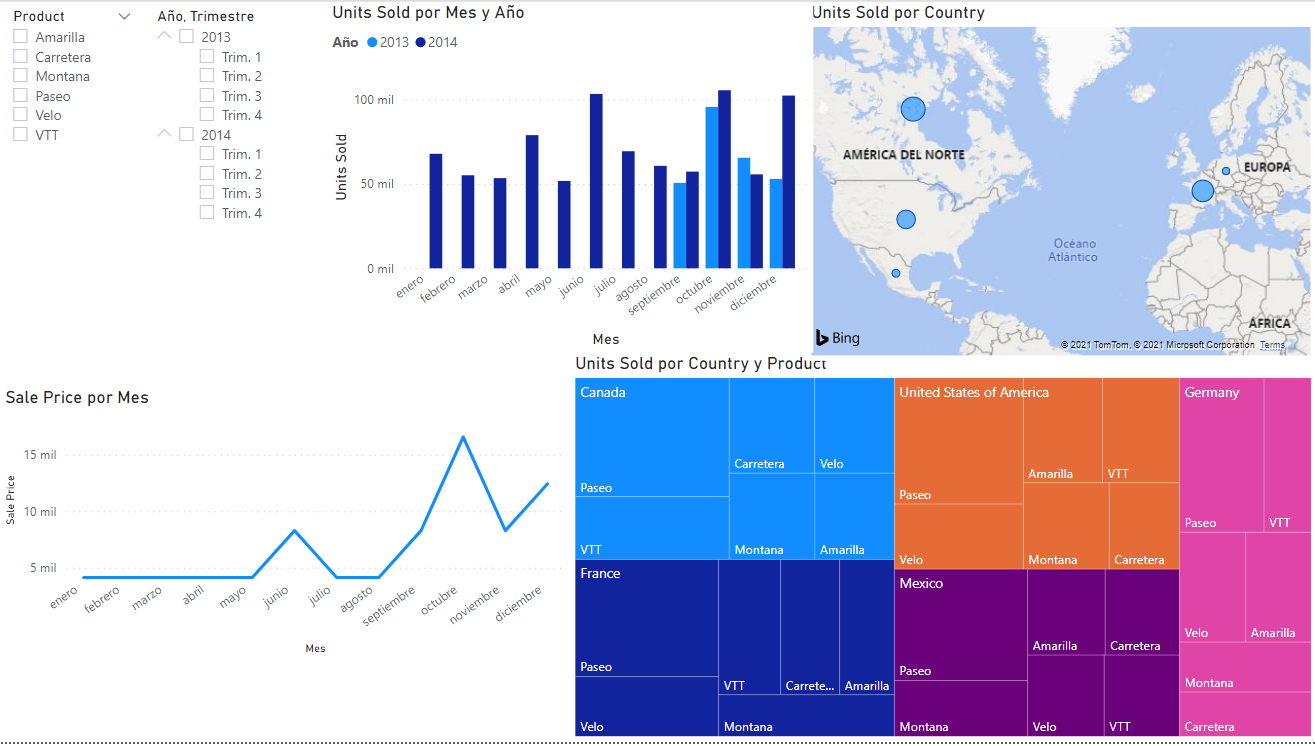 Product
Amarilla
Carretera
Montana
Paseo
Velo
VTT
Año, Trimestre
2013
Trim. 1
Trim. 2
Trim. 3
Trim. 4
2014
Trim. 1
Trim. 2
Trim. 3
Trim. 4
Units Sold por Mes y Año
Año 2013 2014
Units Sold
100 mil
50 mil
0 mil
enero
febrero
marzo
abril
mayo
junio
julio
agosto
septiembre
octubre
noviembre
diciembre
Mes
Units Sold por Country
AMÉRICA DEL NORTE
EUROPA
Océano
Atlántico
ÁFRICA
Bing
© 2021 TomTom, © 2021 Microsoft Corporation Terms
Sale Price por Mes
Sale Price
15 mil
10 mil
5 mil
enero
febrero
marzo
abril
mayo
junio
julio
agosto
septiembre
octubre
noviembre
diciembre
Mes
Units Sold por Country y Product
Canada
Paseo
Carretera
Velo
VTT
Montana
Amarilla
France
Paseo
VTT
Carrete...
Amarilla
Velo
Montana
United States of America
Paseo
Amarilla
VTT
Velo
Montana
Carretera
Mexico
Paseo
Amarilla
Carretera
Montana
Velo
VTT
Germany
Paseo
VTT
Velo
Amarilla
Montana
Carretera